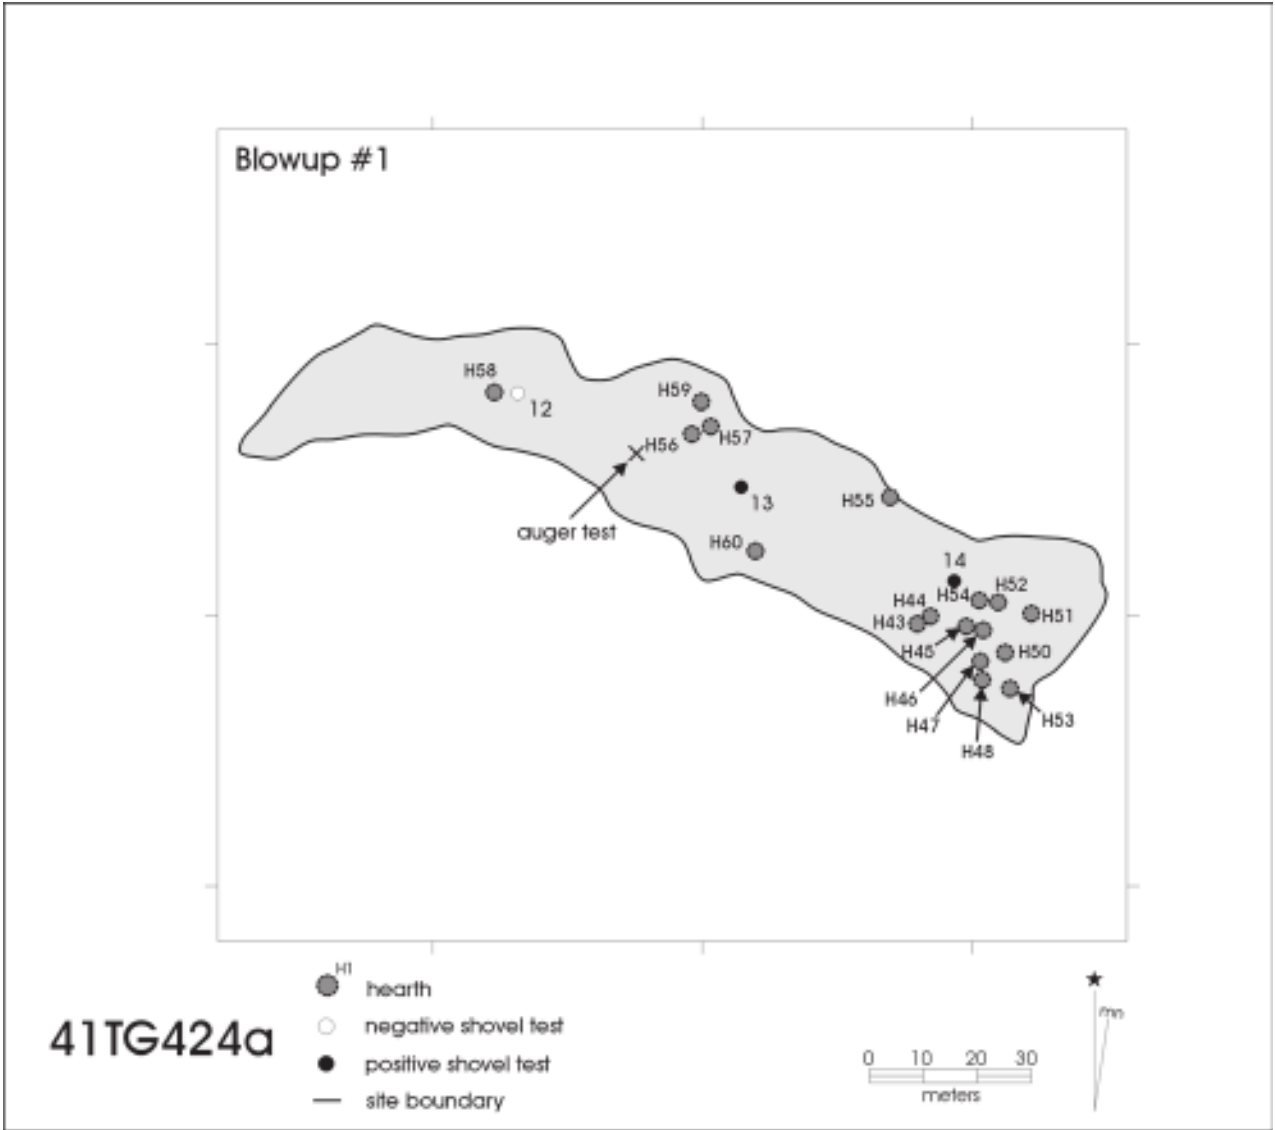 Blowup #1
H58
12
H59
H57
H56
13
auger test
H55
H60
14
H52
H54
H44
H43
H51
H45
H50
H46
H47
H53
H48
41TG424a
H1
hearth
negative shovel test
positive shovel test
site boundary
0 10 20 30
meters
mn